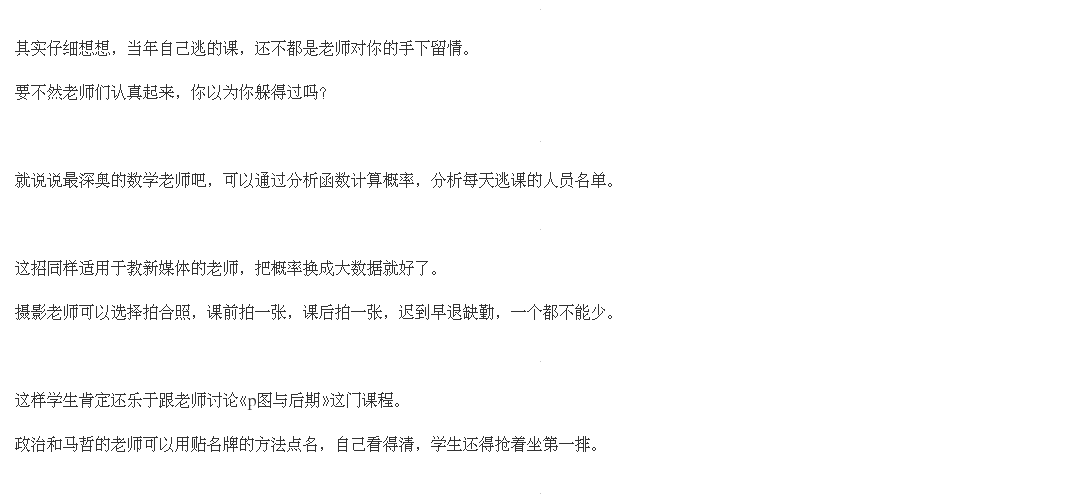 其实仔细想想，当年自己逃的课，还不都是老师对你的手下留情。
要不然老师们认真起来，你以为你躲得过吗？
就说说最深奥的数学老师吧，可以通过分析函数计算概率，分析每天逃课的人员名单。
这招同样适用于教新媒体的老师，把概率换成大数据就好了。
摄影老师可以选择拍合照，课前拍一张，课后拍一张，迟到早退缺勤，一个都不能少。
这样学生肯定还乐于跟老师讨论《p图与后期》这门课程。
政治和马哲的老师可以用贴名牌的方法点名，自己看得清，学生还得抢着坐第一排。